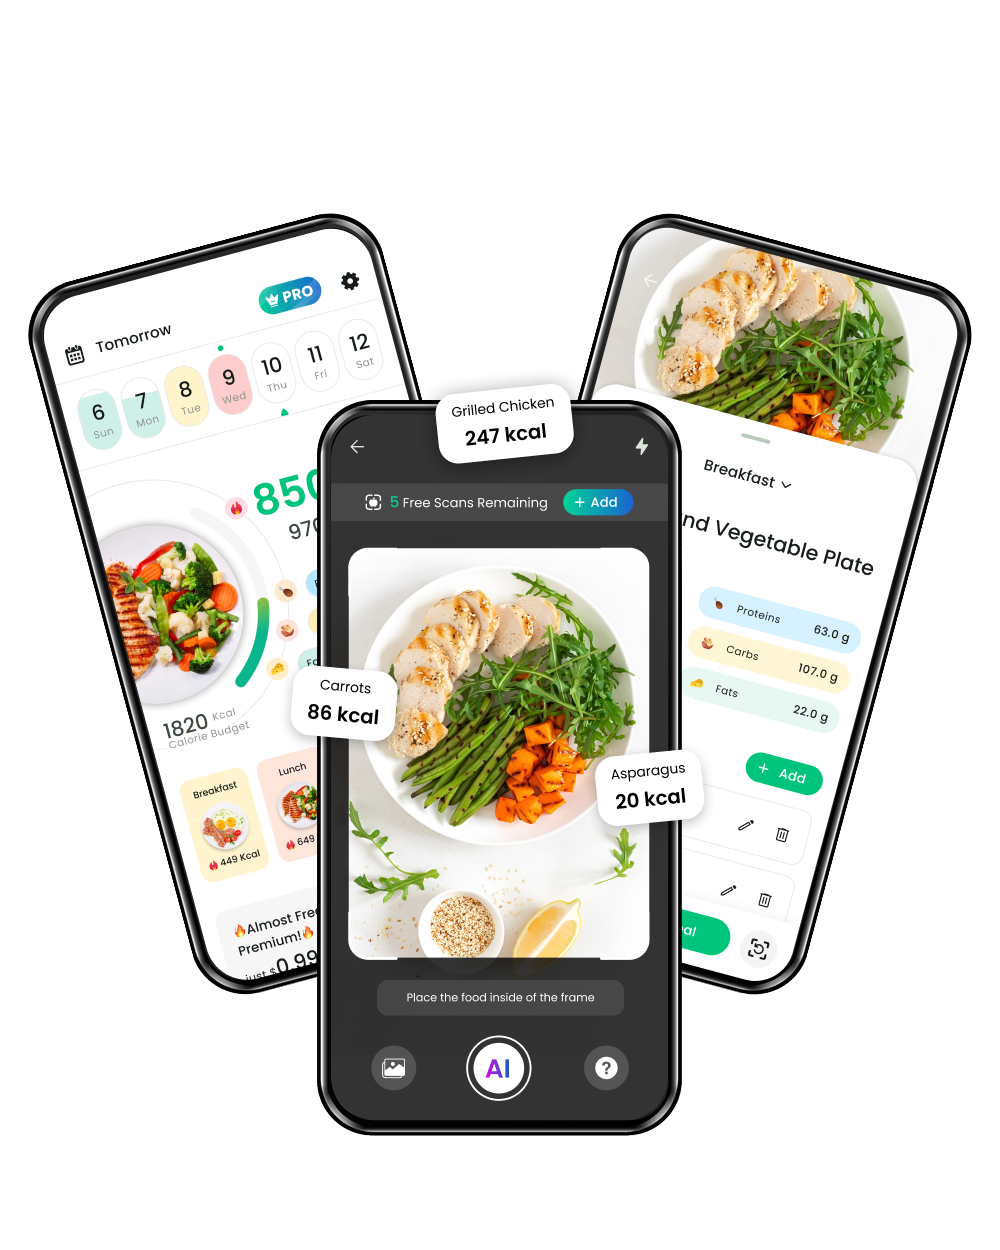 PRO
Tomorrow
6 7 8 9 10 11 12
Sun Mon Tue Wed Thu Fri Sat
850
970
1820 Kcal
Calorie Budget
Breakfast
449 Kcal
Lunch
649
🔥Almost Free
Premium!🔥
just $0.99
Grilled Chicken
247 kcal
5 Free Scans Remaining
+ Add
Carrots
86 kcal
Asparagus
20 kcal
Place the food inside of the frame
AI
?
Breakfast
nd Vegetable Plate
Proteins 63.0 g
Carbs 107.0 g
Fats 22.0 g
+ Add